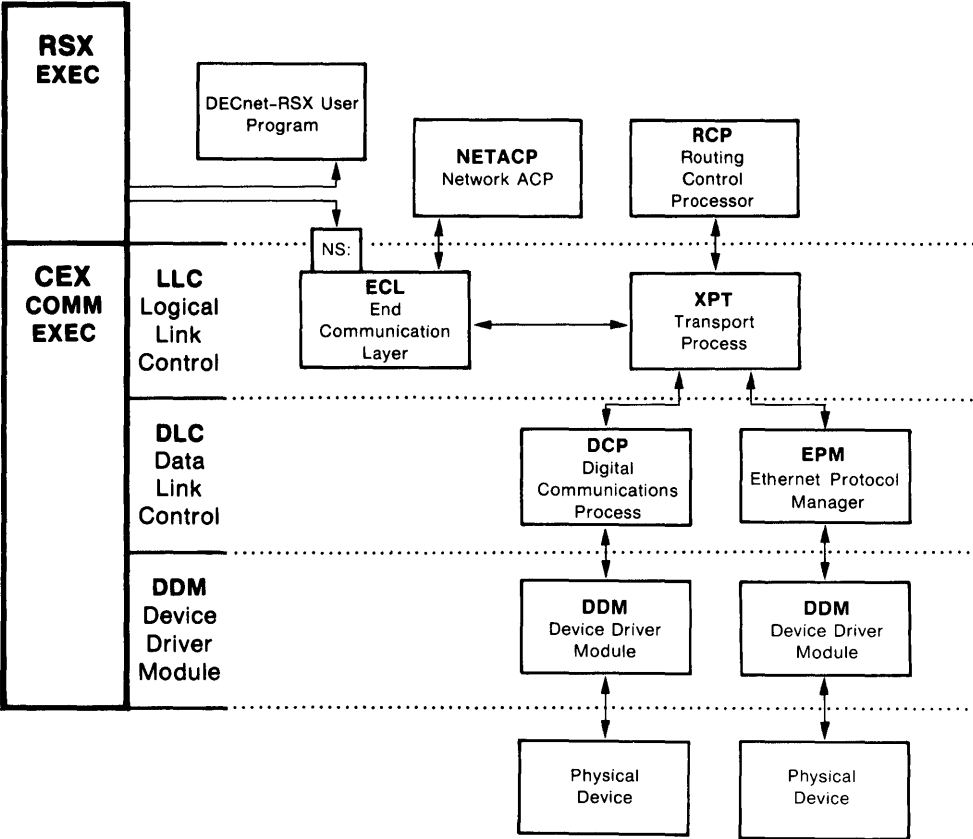 RSX
EXEC
DECnet-RSX User
Program
NETACP
Network ACP
RCP
Routing
Control
Processor
NS:
CEX
COMM
EXEC
LLC
Logical
Link
Control
ECL
End
Communication
Layer
XPT
Transport
Process
DLC
Data
Link
Control
DCP
Digital
Communications
Process
EPM
Ethernet Protocol
Manager
DDM
Device
Driver
Module
DDM
Device Driver
Module
DDM
Device Driver
Module
Physical
Device
Physical
Device